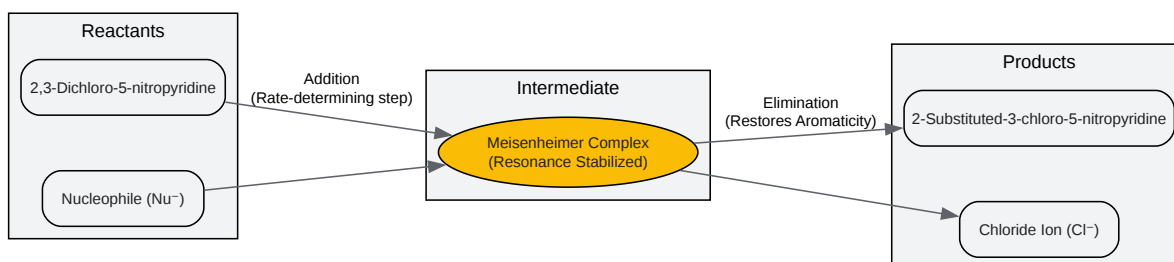 Reactants
2,3-Dichloro-5-nitropyridine
Nucleophile (Nu⁻)
Addition
(Rate-determining step)
Intermediate
Meisenheimer Complex
(Resonance Stabilized)
Elimination
(Restores Aromaticity)
Products
2-Substituted-3-chloro-5-nitropyridine
Chloride Ion (Cl⁻)